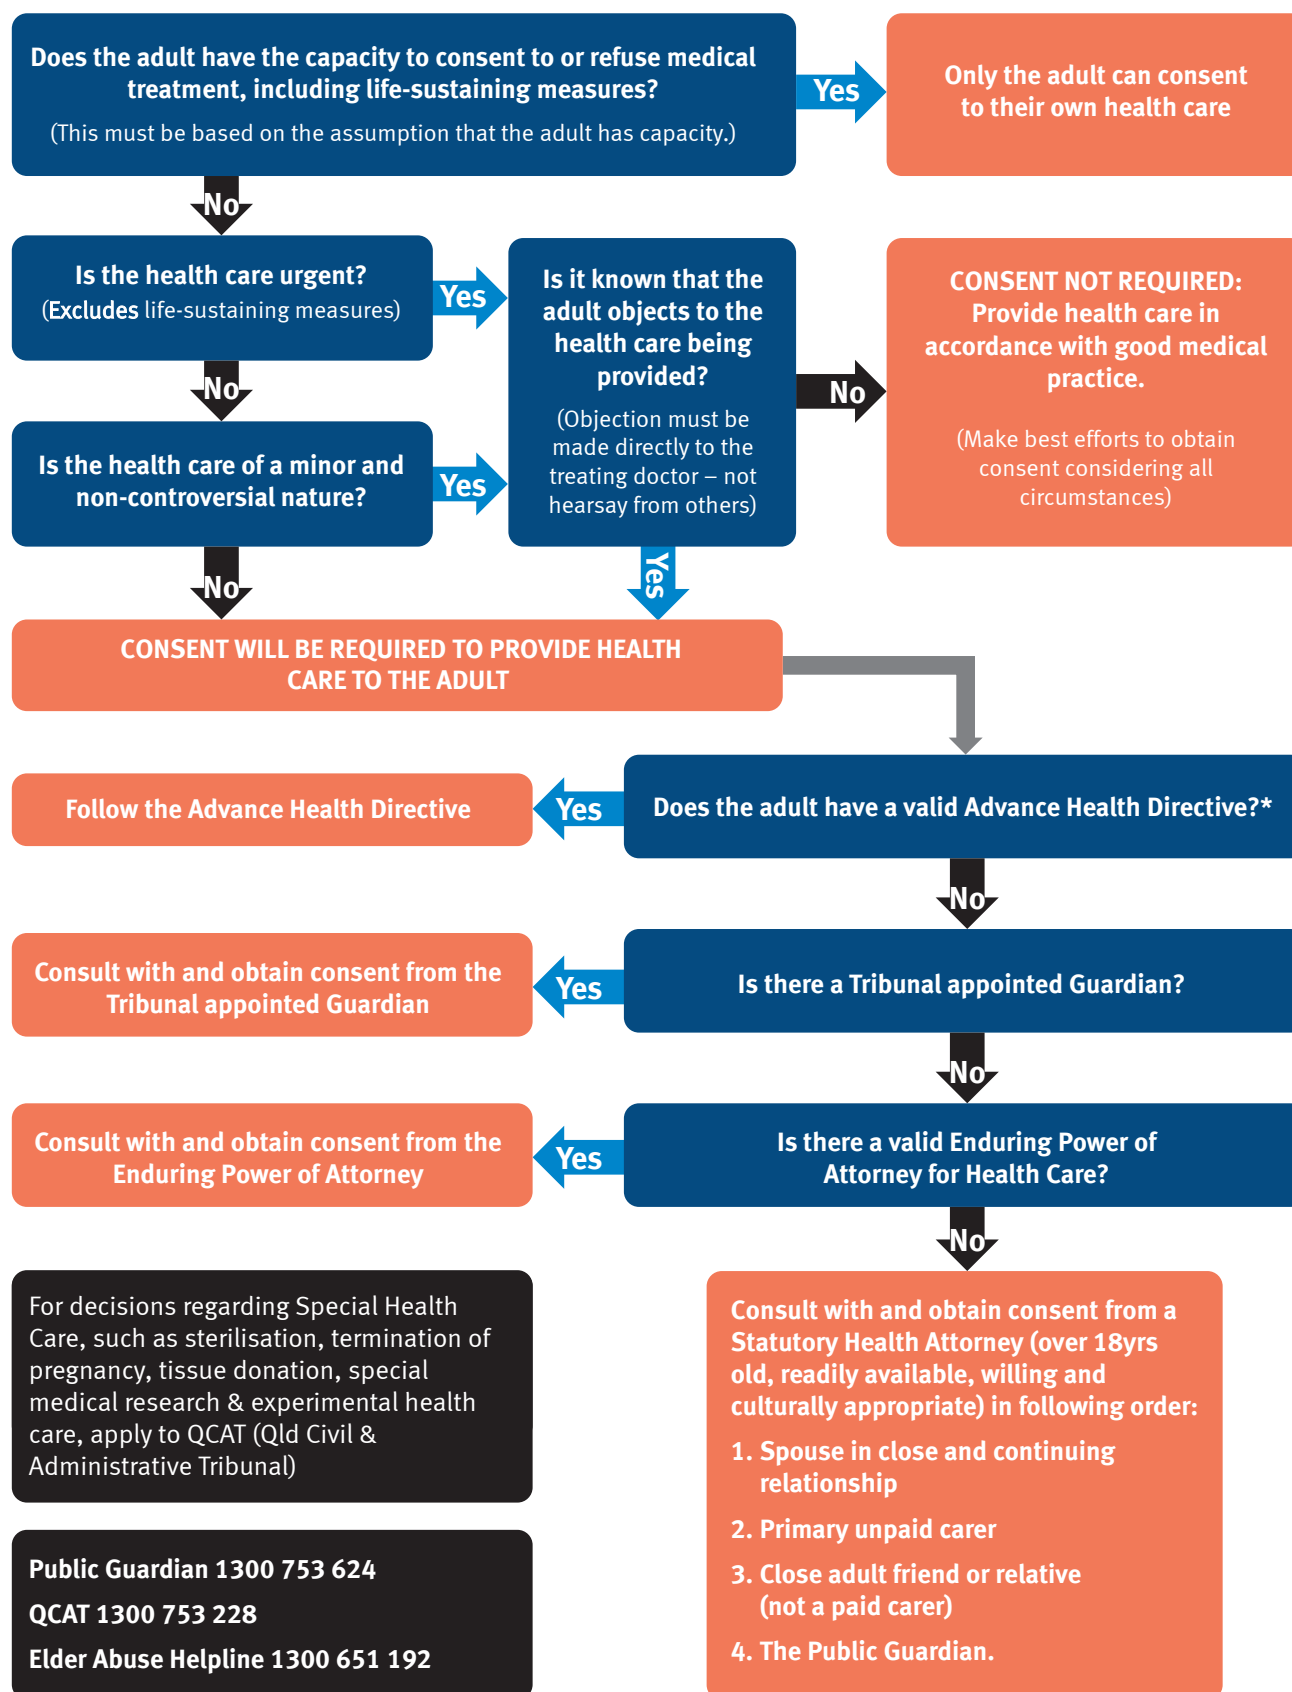 Does the adult have the capacity to consent to or refuse medical
treatment, including life-sustaining measures?
(This must be based on the assumption that the adult has capacity.)
Yes
Only the adult can consent
to their own health care
No
Is the health care urgent?
(Excludes life-sustaining measures)
Yes
Is it known that the
adult objects to the
health care being
provided?
(Objection must be
made directly to the
treating doctor – not
hearsay from others)
No
CONSENT NOT REQUIRED:
Provide health care in
accordance with good medical
practice.
(Make best efforts to obtain
consent considering all
circumstances)
No
Is the health care of a minor and
non-controversial nature?
Yes
No
Yes
CONSENT WILL BE REQUIRED TO PROVIDE HEALTH
CARE TO THE ADULT
Does the adult have a valid Advance Health Directive?*
Yes
Follow the Advance Health Directive
No
Is there a Tribunal appointed Guardian?
Yes
Consult with and obtain consent from the
Tribunal appointed Guardian
No
Is there a valid Enduring Power of
Attorney for Health Care?
Yes
Consult with and obtain consent from the
Enduring Power of Attorney
No
Consult with and obtain consent from a
Statutory Health Attorney (over 18yrs
old, readily available, willing and
culturally appropriate) in following order:
1. Spouse in close and continuing
relationship
2. Primary unpaid carer
3. Close adult friend or relative
(not a paid carer)
4. The Public Guardian.
For decisions regarding Special Health
Care, such as sterilisation, termination of
pregnancy, tissue donation, special
medical research & experimental health
care, apply to QCAT (Qld Civil &
Administrative Tribunal)
Public Guardian 1300 753 624
QCAT 1300 753 228
Elder Abuse Helpline 1300 651 192